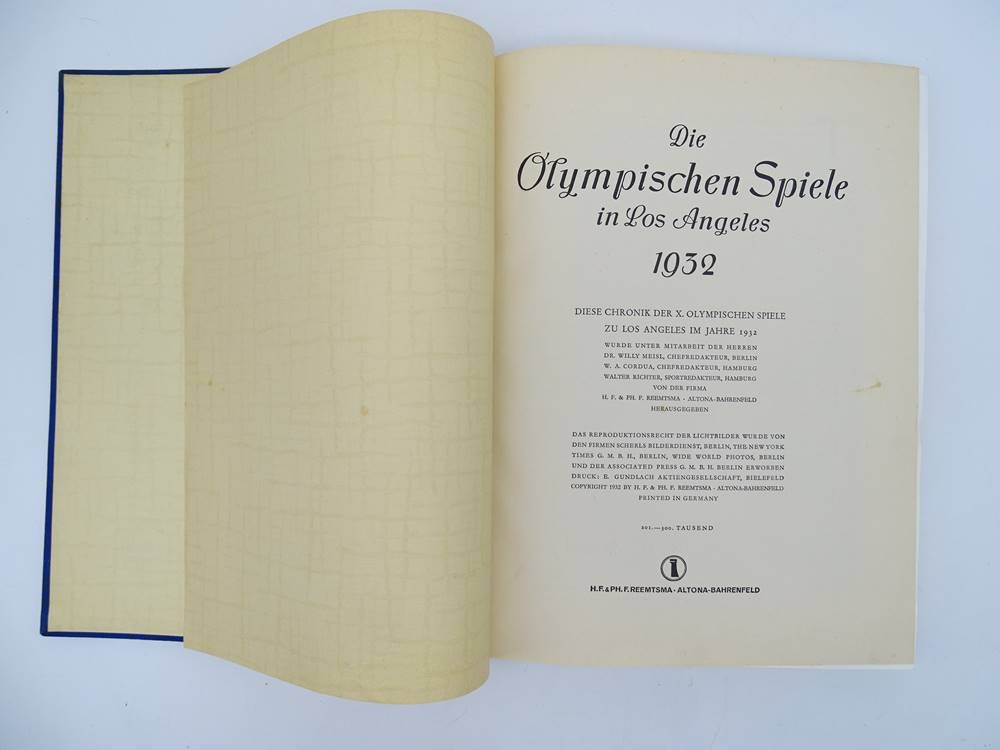 Die
Olympischen Spiele
in Los Angeles
1932
DIESE CHRONIK DER X. OLYMPISCHEN SPIELE
ZU LOS ANGELES IM JAHRE 1932
WURDE UNTER MITARBEIT DER HERREN
DR. WILLY MEISL, CHEFREDAKTEUR, BERLIN
W. A. CORDUA, CHEFREDAKTEUR, HAMBURG
WALTER RICHTER, SPORTREDAKTEUR, HAMBURG
VON DER FIRMA
H. F. & PH. F. REEMTSMA · ALTONA-BAHRENFELD
HERAUSGEGEBEN
DAS REPRODUKTIONSRECHT DER LICHTBILDER WURDE VON
DEN FIRMEN SCHERLS BILDERDIENST, BERLIN, THE NEW YORK
TIMES G. M. B. H., BERLIN, WIDE WORLD PHOTOS, BERLIN
UND DER ASSOCIATED PRESS G. M. B. H. BERLIN ERWORBEN
DRUCK: E. GUNDLACH AKTIENGESELLSCHAFT, BIELEFELD
COPYRIGHT 1932 BY H. F. & PH. F. REEMTSMA · ALTONA-BAHRENFELD
PRINTED IN GERMANY
201.—300. TAUSEND
H.F. & PH. F. REEMTSMA · ALTONA-BAHRENFELD